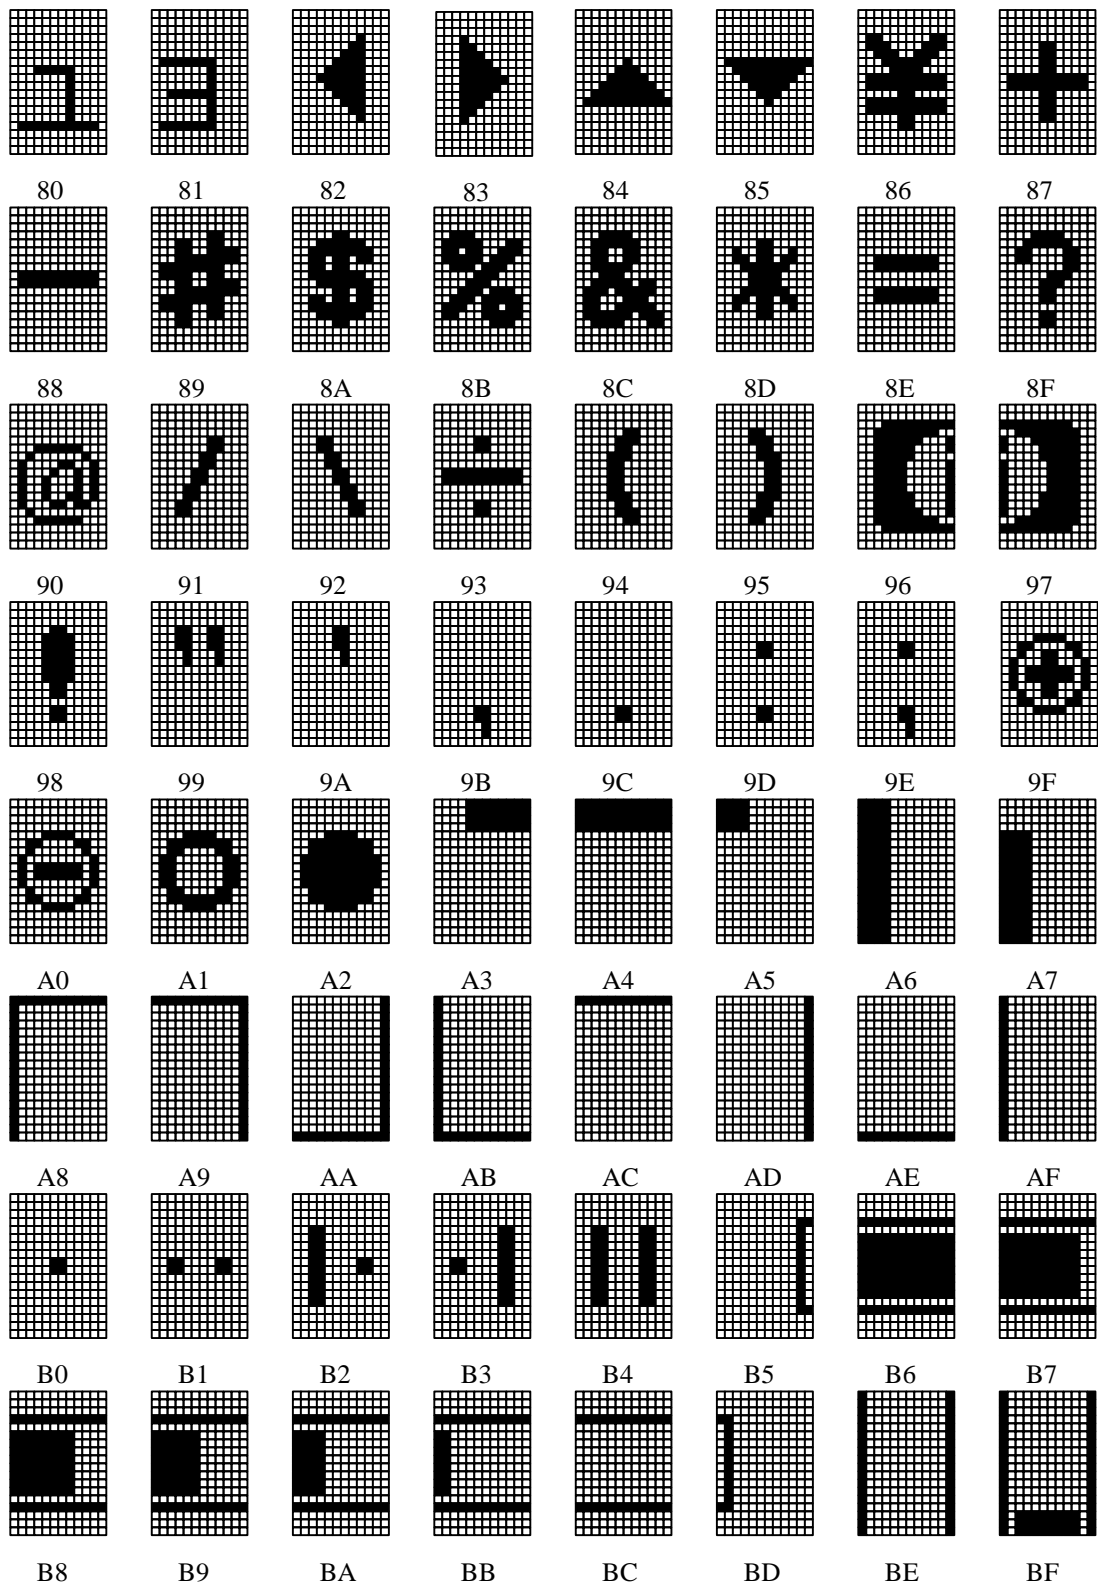 ユ ヨ ◀ ▶ ▲ ▼ ¥ +
80 81 82 83 84 85 86 87
- # $ % & * = ?
88 89 8A 8B 8C 8D 8E 8F
@ / \ ÷ ( )
90 91 92 93 94 95 96 97
! " ' , . : ; ⊕
98 99 9A 9B 9C 9D 9E 9F
⊖ ○ ●
A0 A1 A2 A3 A4 A5 A6 A7
A8 A9 AA AB AC AD AE AF
B0 B1 B2 B3 B4 B5 B6 B7
B8 B9 BA BB BC BD BE BF